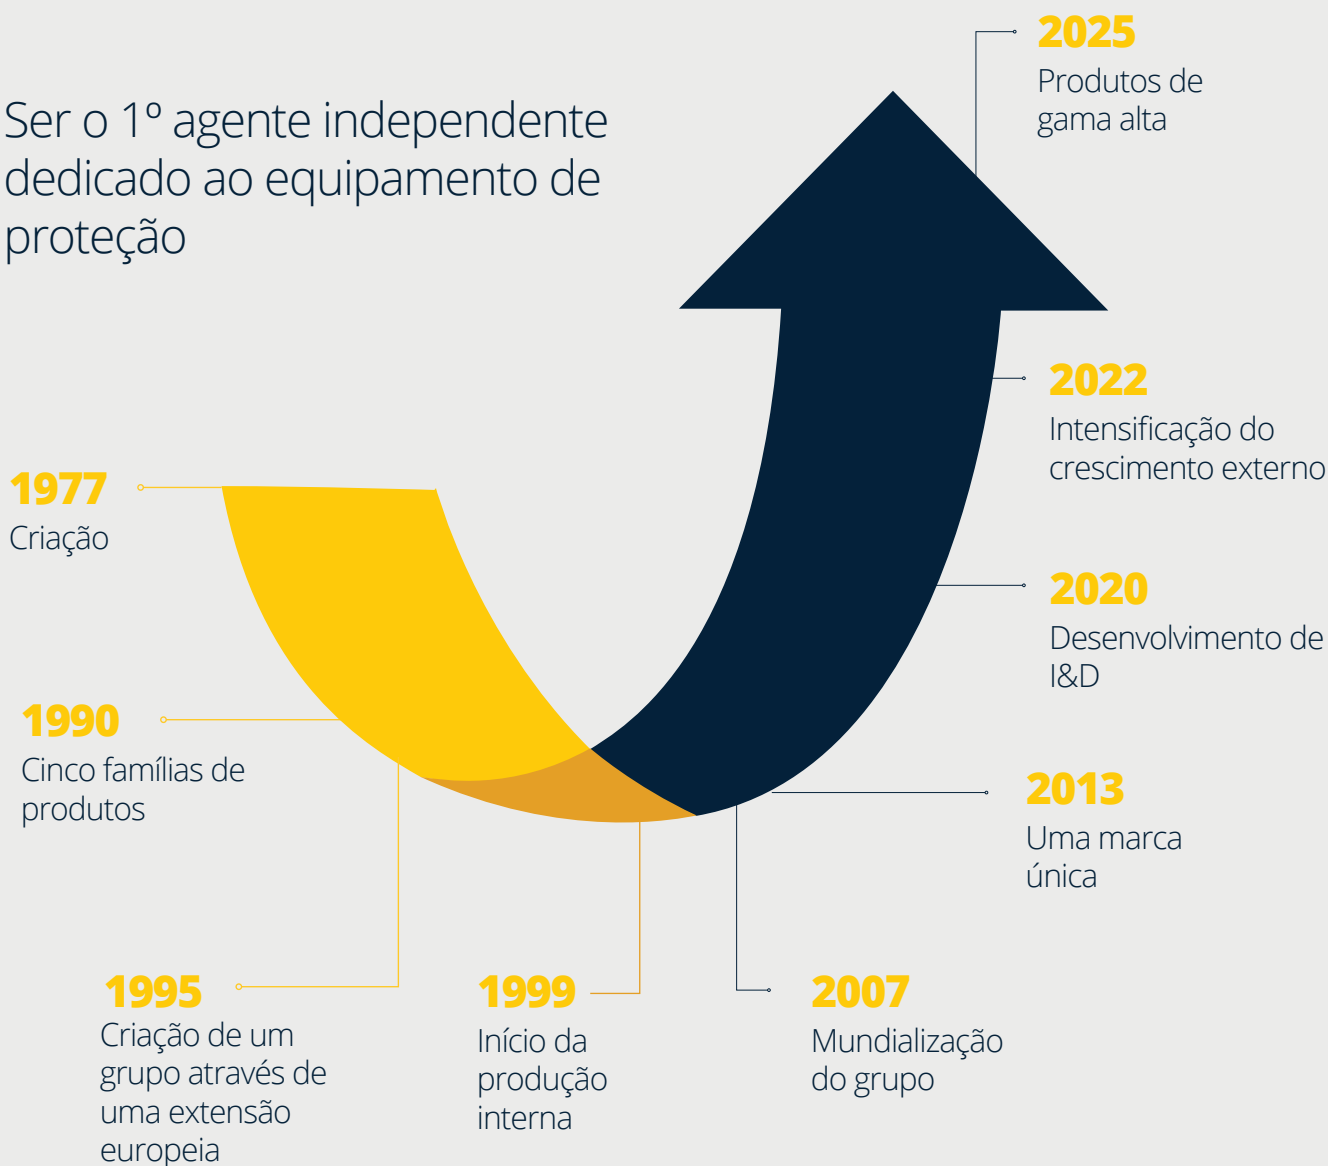 Ser o 1º agente independente
dedicado ao equipamento de
proteção
1977
Criação
1990
Cinco famílias de
produtos
1995
Criação de um
grupo através de
uma extensão
europeia
1999
Início da
produção
interna
2007
Mundialização
do grupo
2013
Uma marca
única
2020
Desenvolvimento de
I&D
2022
Intensificação do
crescimento externo
2025
Produtos de
gama alta